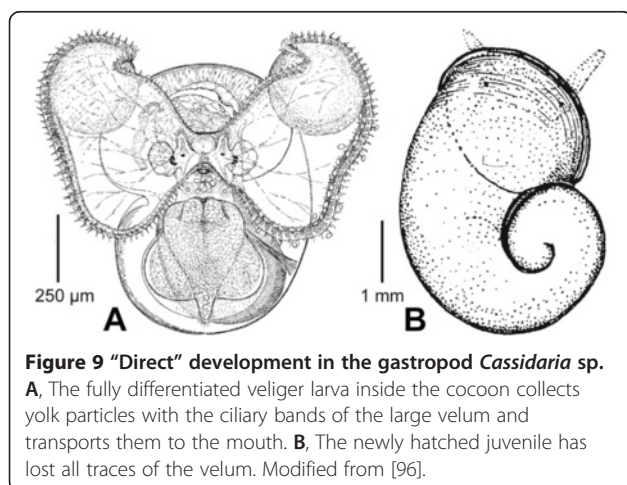 250 µm
A
1 mm
B
Figure 9 “Direct” development in the gastropod Cassidaria sp.
A, The fully differentiated veliger larva inside the cocoon collects
yolk particles with the ciliary bands of the large velum and
transports them to the mouth. B, The newly hatched juvenile has
lost all traces of the velum. Modified from [96].